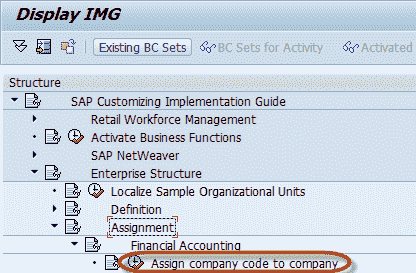 Display IMG
Existing BC Sets BC Sets for Activity Activated
Structure
SAP Customizing Implementation Guide
Retail Workforce Management
Activate Business Functions
SAP NetWeaver
Enterprise Structure
Localize Sample Organizational Units
Definition
Assignment
Financial Accounting
Assign company code to company